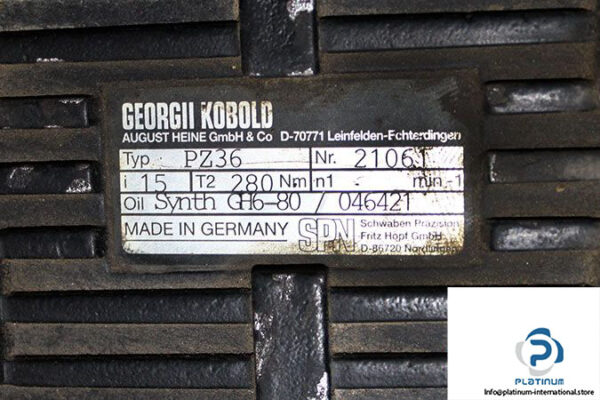 GEORGII KOBOLD
AUGUST HEINE GmbH & Co D-70771 Leinfelden-Echterdingen
Typ PZ36 Nr. 21061
i 15 T2 280 Nm n1 min.-1
Oil Synth GH6-80 / 046421
MADE IN GERMANY SPN Schwaben Präzision
Fritz Hopf GmbH
D-86720 Nördlingen
PLATINUM
Info@platinum-international.store